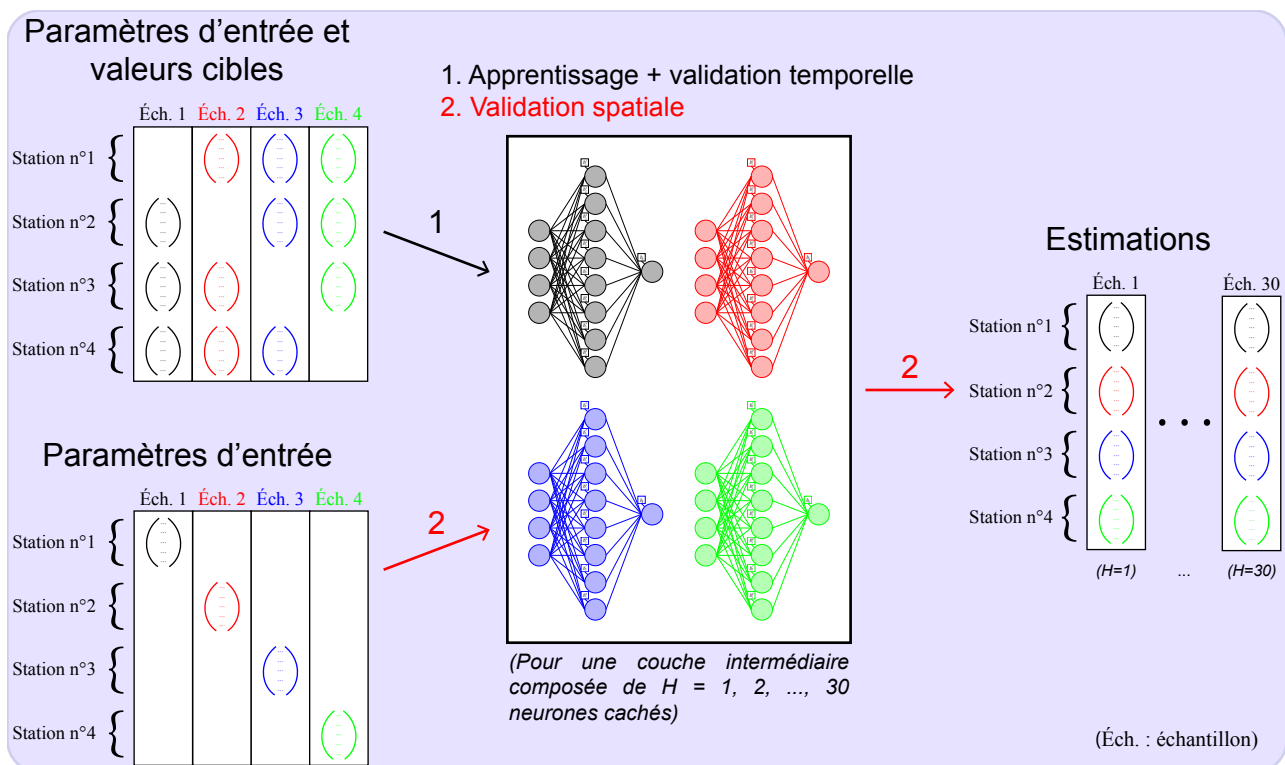 Paramètres d'entrée et
valeurs cibles
1. Apprentissage + validation temporelle
2. Validation spatiale
Éch. 1 Éch. 2 Éch. 3 Éch. 4
Station n°1
Station n°2
Station n°3
Station n°4
1
Paramètres d'entrée
Éch. 1 Éch. 2 Éch. 3 Éch. 4
Station n°1
Station n°2
Station n°3
Station n°4
2
(Pour une couche intermédiaire
composée de H = 1, 2, ..., 30
neurones cachés)
2
Estimations
Éch. 1 Éch. 30
Station n°1
Station n°2
Station n°3
Station n°4
(H=1) ... (H=30)
(Éch. : échantillon)